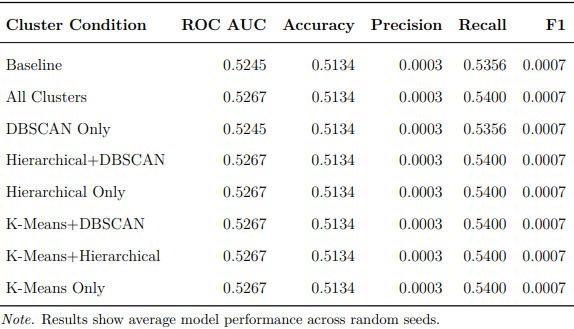 Cluster Condition ROC AUC Accuracy Precision Recall F1
Baseline 0.5245 0.5134 0.0003 0.5356 0.0007
All Clusters 0.5267 0.5134 0.0003 0.5400 0.0007
DBSCAN Only 0.5245 0.5134 0.0003 0.5356 0.0007
Hierarchical+DBSCAN 0.5267 0.5134 0.0003 0.5400 0.0007
Hierarchical Only 0.5267 0.5134 0.0003 0.5400 0.0007
K-Means+DBSCAN 0.5267 0.5134 0.0003 0.5400 0.0007
K-Means+Hierarchical 0.5267 0.5134 0.0003 0.5400 0.0007
K-Means Only 0.5267 0.5134 0.0003 0.5400 0.0007
Note. Results show average model performance across random seeds.